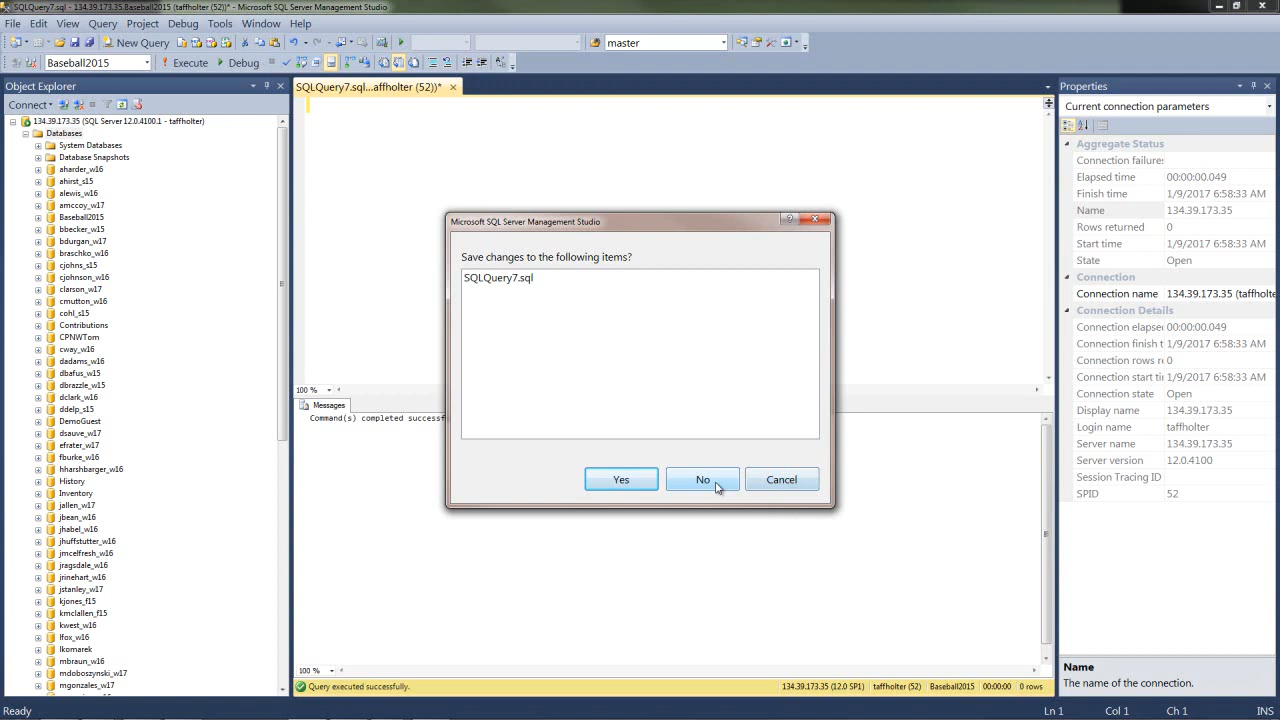 SQLQuery7.sql - 134.39.173.35.Baseball2015 (taffholter (52))* - Microsoft SQL Server Management Studio
File Edit View Query Project Debug Tools Window Help
New Query master
Baseball2015 Execute Debug
Object Explorer
Connect
134.39.173.35 (SQL Server 12.0.4100.1 - taffholter)
Databases
System Databases
Database Snapshots
aharder_w16
ahirst_s15
alewis_w16
amccoy_w17
Baseball2015
bbecker_w15
bdurgan_w17
braschko_w16
cjohns_s15
cjohnson_w16
clarner_w17
cmutton_w16
cohl_s15
Contributions
CPNWTom
cway_w16
dadams_w16
dbafus_w15
dbrazzle_w15
dclark_w16
ddelp_s15
DemoGuest
dsauve_w17
efrater_w17
fburke_w16
hharshbarger_w16
History
Inventory
jallen_w17
jbean_w16
jhabel_w16
jhuffstutter_w16
jmcelfresh_w16
jragsdale_w16
jrinehart_w16
jstanley_w17
kjones_f15
kmclallen_f15
kwest_w16
lfox_w16
lkomarek
mbraun_w16
mdoboszynski_w17
mgonzales_w17
SQLQuery7.sql...affholter (52))*
100 %
Messages
Command(s) completed successf
100 %
Query executed successfully. 134.39.173.35 (12.0 SP1) taffholter (52) Baseball2015 00:00:00 0 rows
Microsoft SQL Server Management Studio
Save changes to the following items?
SQLQuery7.sql
Yes No Cancel
Properties
Current connection parameters
Aggregate Status
Connection failures
Elapsed time 00:00:00.049
Finish time 1/9/2017 6:58:33 AM
Name 134.39.173.35
Rows returned 0
Start time 1/9/2017 6:58:33 AM
State Open
Connection
Connection name 134.39.173.35 (taffholte
Connection Details
Connection elapse 00:00:00.049
Connection finish t 1/9/2017 6:58:33 AM
Connection rows r 0
Connection start ti 1/9/2017 6:58:33 AM
Connection state Open
Display name 134.39.173.35
Login name taffholter
Server name 134.39.173.35
Server version 12.0.4100
Session Tracing ID
SPID 52
Name
The name of the connection.
Ready Ln 1 Col 1 Ch 1 INS